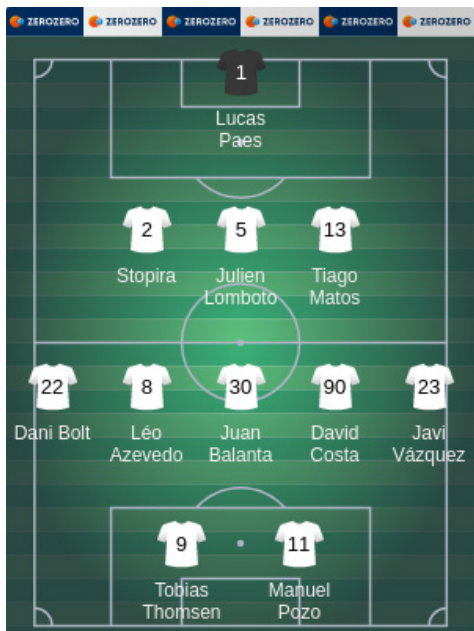 ZEROZERO ZEROZERO ZEROZERO ZEROZERO ZEROZERO ZEROZERO
1
Lucas
Paes
2 5 13
Stopira Julien Tiago
Lomboto Matos
22 8 30 90 23
Dani Bolt Léo Juan David Javi
Azevedo Balanta Costa Vázquez
9 11
Tobias Manuel
Thomsen Pozo